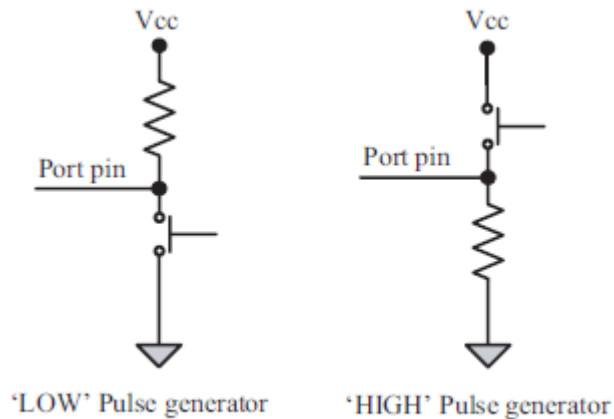 Vcc
Vcc
Port pin
Port pin
‘LOW’ Pulse generator
‘HIGH’ Pulse generator